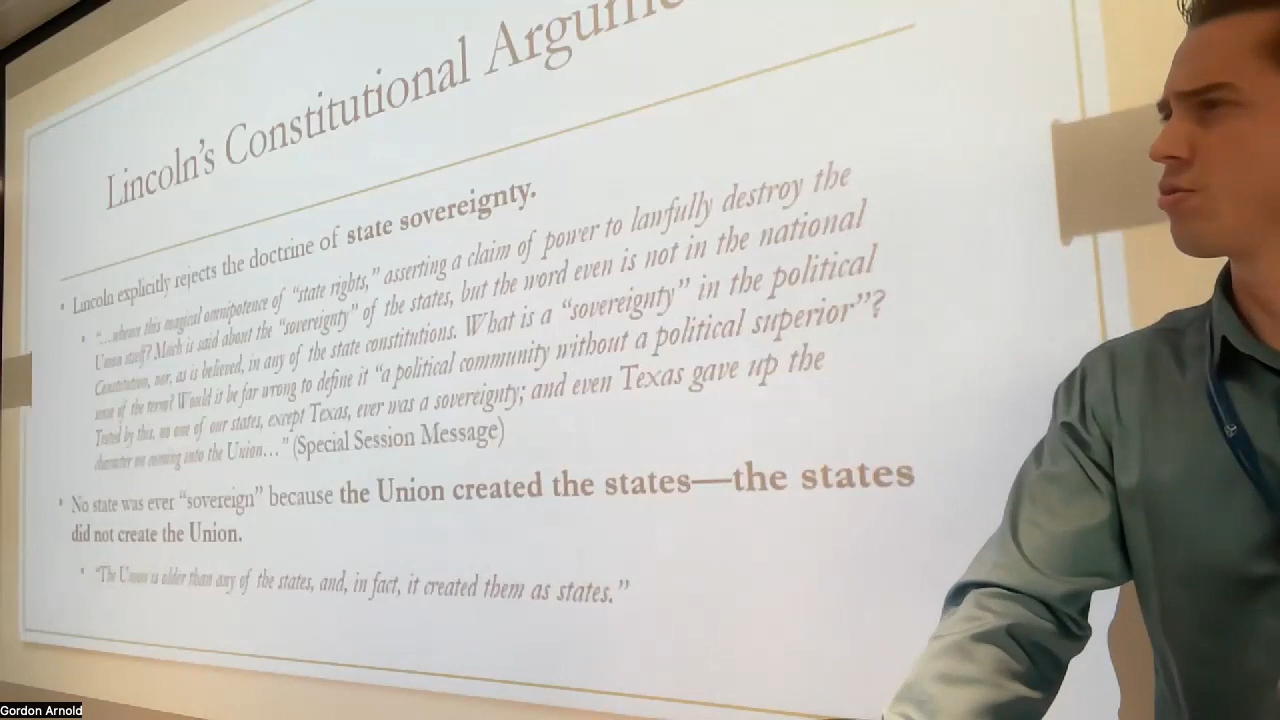 Lincoln's Constitutional Argume
• Lincoln explicitly rejects the doctrine of state sovereignty.
• "...whence this magical omnipotence of "state rights," asserting a claim of power to lawfully destroy the
Union itself? Much is said about the "sovereignty" of the states, but the word even is not in the national
Constitution, nor, as is believed, in any of the state constitutions. What is a "sovereignty" in the political
sense of the term? Would it be far wrong to define it "a political community without a political superior"?
Tested by this, no one of our states, except Texas, ever was a sovereignty; and even Texas gave up the
character on coming into the Union..." (Special Session Message)
• No state was ever "sovereign" because the Union created the states—the states
did not create the Union.
• "The Union is older than any of the states, and, in fact, it created them as states."
Gordon Arnold